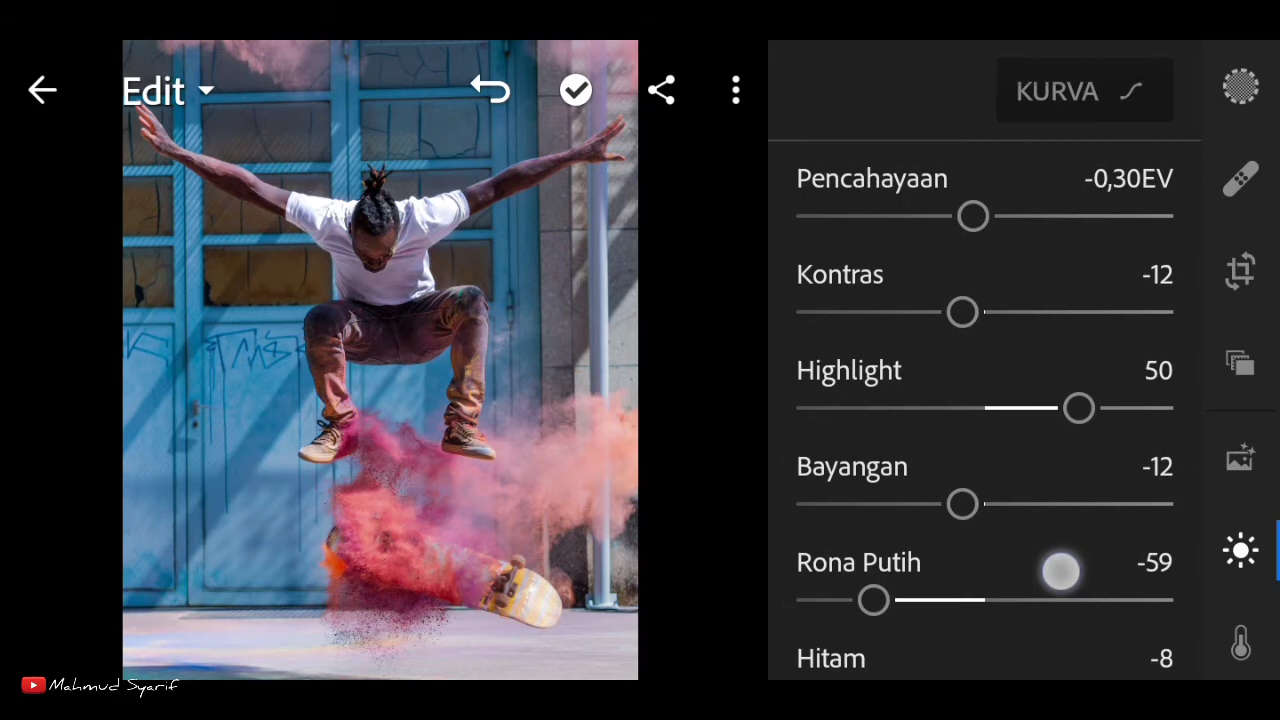 Edit
KURVA
Pencahayaan -0,30EV
Kontras -12
Highlight 50
Bayangan -12
Rona Putih -59
Hitam -8
Mahmud Syarif